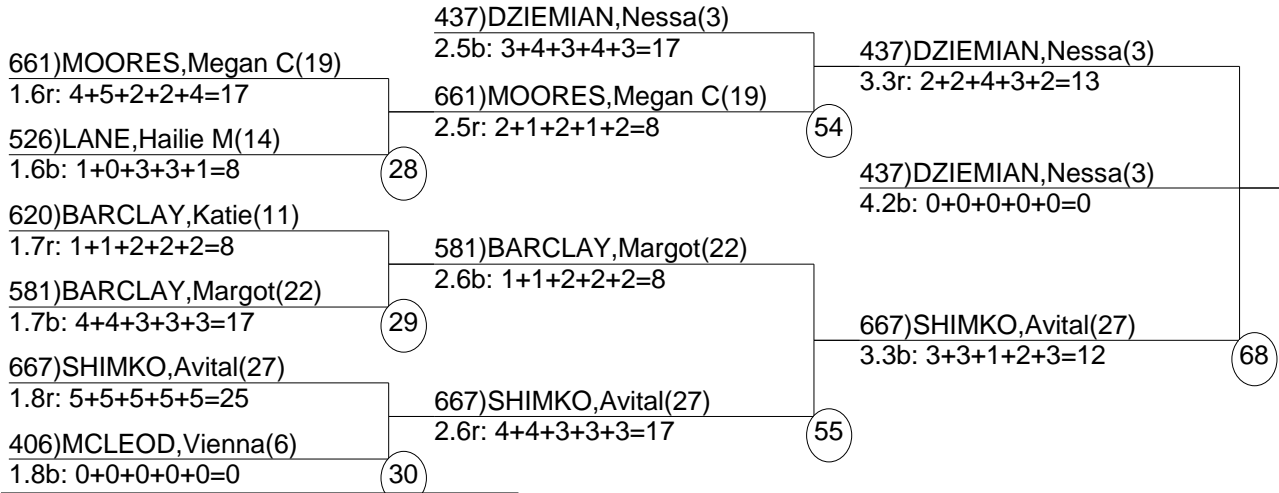 661)MOORES,Megan C(19)
1.6r: 4+5+2+2+4=17
526)LANE,Hailie M(14)
1.6b: 1+0+3+3+1=8
28
620)BARCLAY,Katie(11)
1.7r: 1+1+2+2+2=8
581)BARCLAY,Margot(22)
1.7b: 4+4+3+3+3=17
29
667)SHIMKO,Avital(27)
1.8r: 5+5+5+5+5=25
406)MCLEOD,Vienna(6)
1.8b: 0+0+0+0+0=0
30
437)DZIEMIAN,Nessa(3)
2.5b: 3+4+3+4+3=17
661)MOORES,Megan C(19)
2.5r: 2+1+2+1+2=8
54
581)BARCLAY,Margot(22)
2.6b: 1+1+2+2+2=8
667)SHIMKO,Avital(27)
2.6r: 4+4+3+3+3=17
55
437)DZIEMIAN,Nessa(3)
3.3r: 2+2+4+3+2=13
437)DZIEMIAN,Nessa(3)
4.2b: 0+0+0+0+0=0
667)SHIMKO,Avital(27)
3.3b: 3+3+1+2+3=12
68